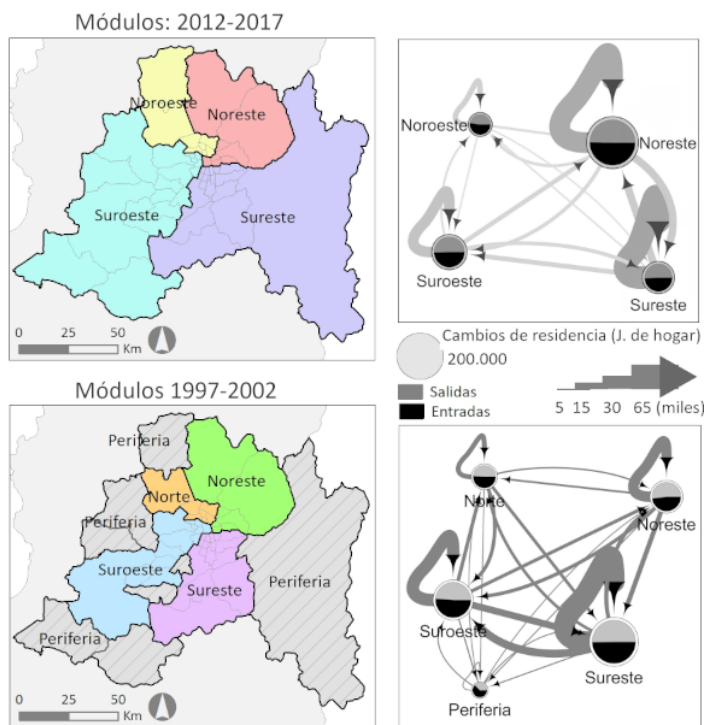 Módulos: 2012-2017
Noroeste
Noreste
Suroeste
Sureste
0 25 50
Km
Noroeste
Noreste
Suroeste
Sureste
Cambios de residencia (J. de hogar)
200.000
Salidas
Entradas
5 15 30 65 (miles)
Módulos 1997-2002
Periferia
Noreste
Norte
Periferia
Suroeste
Sureste
Periferia
Periferia
0 25 50
Km
Norte
Noreste
Suroeste
Sureste
Periferia